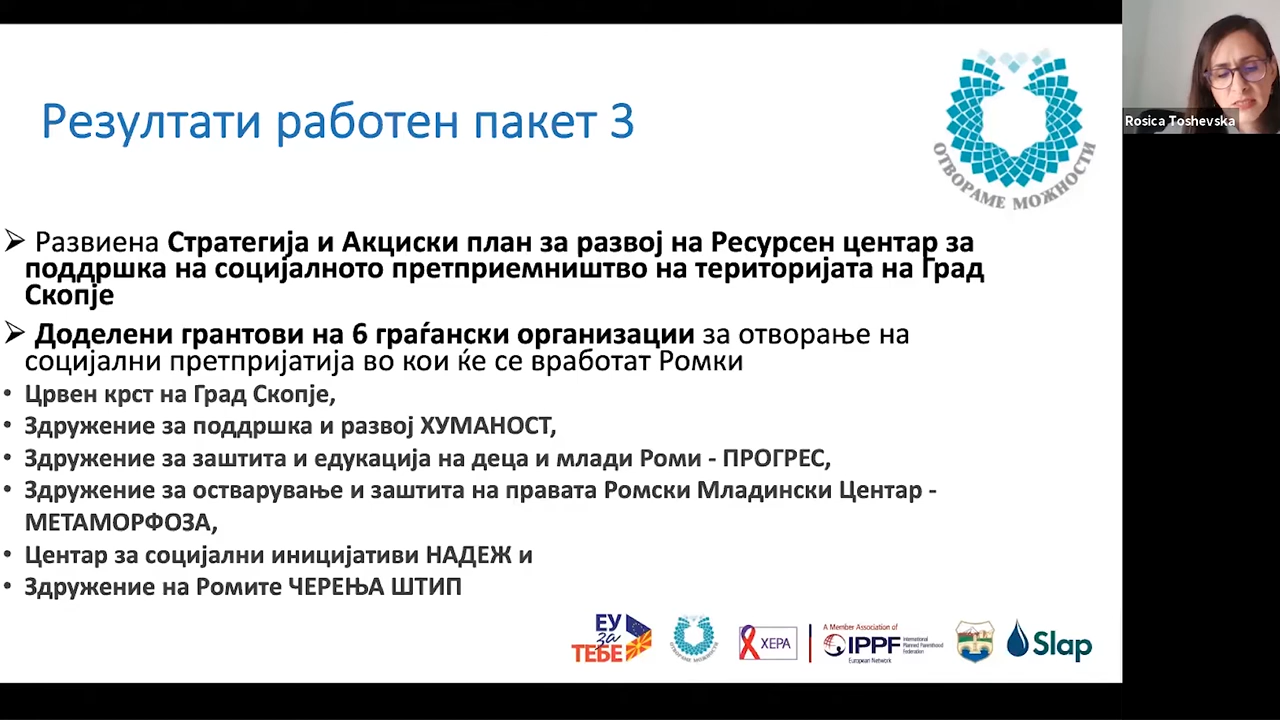 Резултати работен пакет 3
ОТВОРАМЕ МОЖНОСТИ
Rosica Toshevska
Развиена Стратегија и Акциски план за развој на Ресурсен центар за
поддршка на социјалното претприемништво на територијата на Град
Скопје
Доделени грантови на 6 граѓански организации за отворање на
социјални претпријатија во кои ќе се вработат Ромки
Црвен крст на Град Скопје,
Здружение за поддршка и развој ХУМАНОСТ,
Здружение за заштита и едукација на деца и млади Роми - ПРОГРЕС,
Здружение за остварување и заштита на правата Ромски Младински Центар -
МЕТАМОРФОЗА,
Центар за социјални иницијативи НАДЕЖ и
Здружение на Ромите ЧЕРЕЊА ШТИП
ЕУ
за
ТЕБЕ
ОТВОРАМЕ МОЖНОСТИ
ХЕРА
A Member Association of
IPPF
International
Planned Parenthood
Federation
European Network
Slap